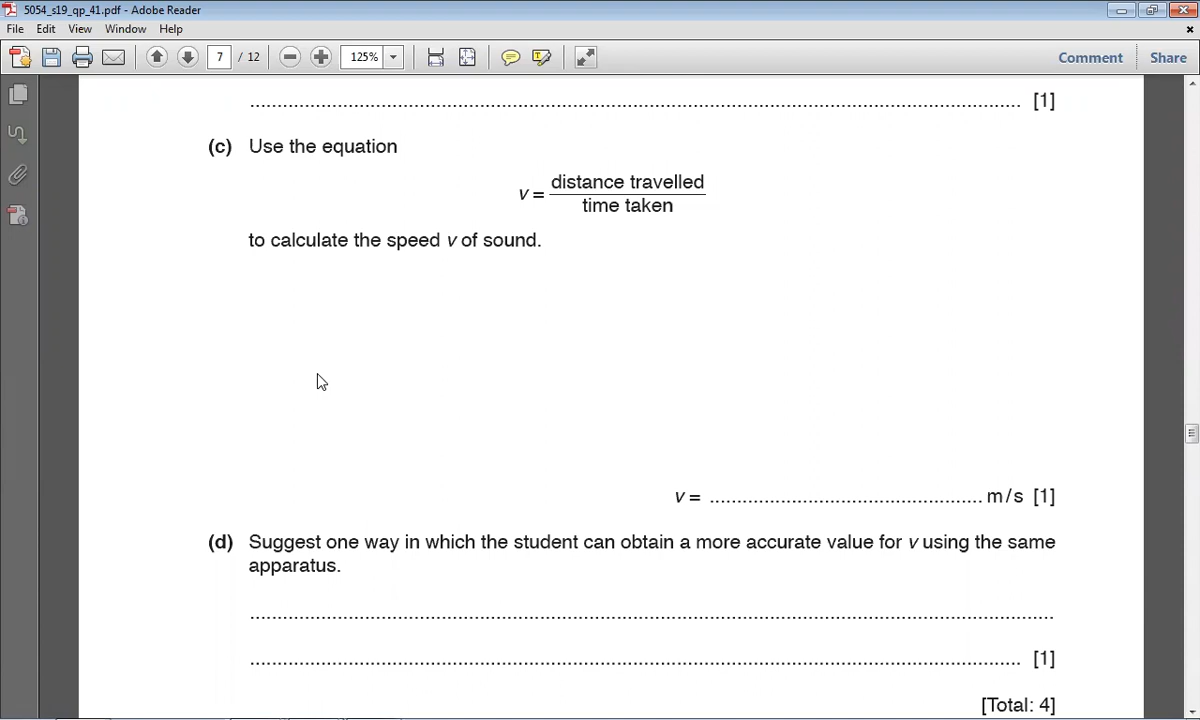 5054_s19_qp_41.pdf - Adobe Reader
File Edit View Window Help
7 / 12 125% Comment Share
.......................................................................................................................................... [1]
(c) Use the equation
v = distance travelled
time taken
to calculate the speed v of sound.
v = .................................................. m/s [1]
(d) Suggest one way in which the student can obtain a more accurate value for v using the same
apparatus.
..........................................................................................................................................
.......................................................................................................................................... [1]
[Total: 4]